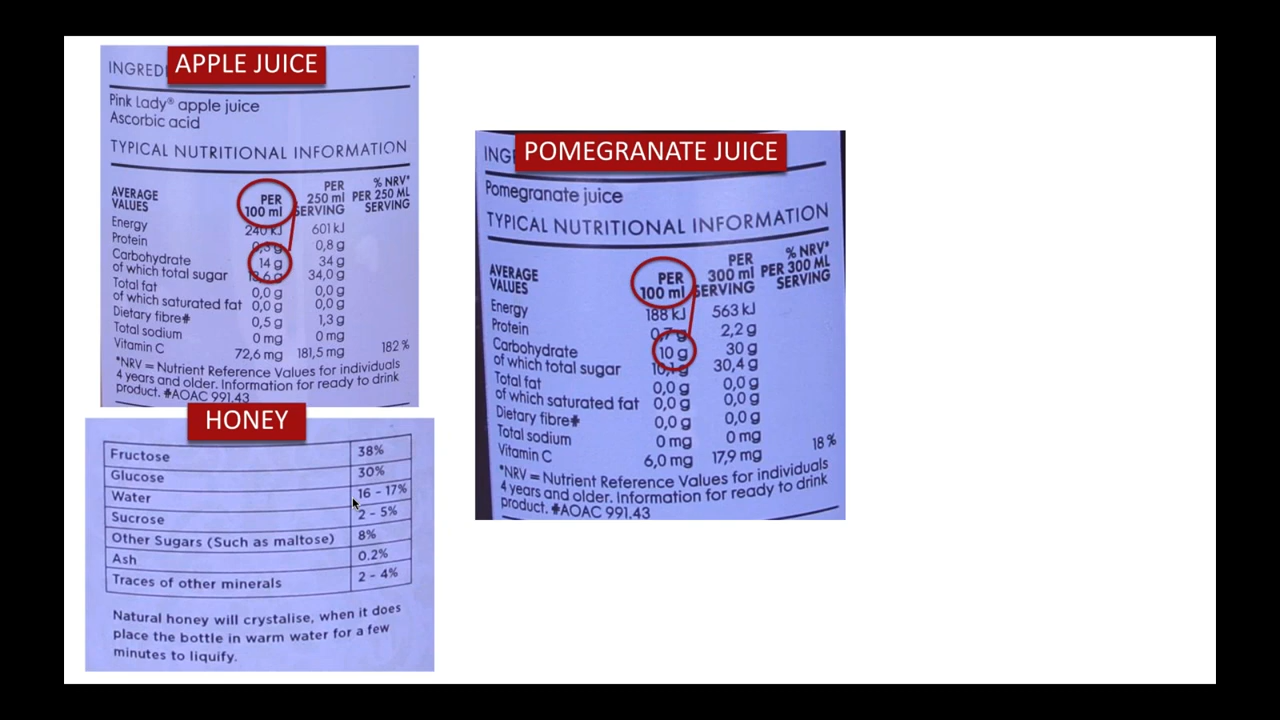 APPLE JUICE
INGRED
Pink Lady® apple juice
Ascorbic acid
TYPICAL NUTRITIONAL INFORMATION
AVERAGE VALUES PER 100 ml PER 250 ml SERVING % NRV* PER 250 ML SERVING
Energy 240 kJ 601 kJ
Protein 0,3 g 0,8 g
Carbohydrate 14 g 34 g
of which total sugar 13,6 g 34,0 g
Total fat 0,0 g 0,0 g
of which saturated fat 0,0 g 0,0 g
Dietary fibre# 0,5 g 1,3 g
Total sodium 0 mg 0 mg
Vitamin C 72,6 mg 181,5 mg 182 %
*NRV = Nutrient Reference Values for individuals
4 years and older. Information for ready to drink
product. #AOAC 991.43
HONEY
Fructose 38%
Glucose 30%
Water 16 - 17%
Sucrose 2 - 5%
Other Sugars (Such as maltose) 8%
Ash 0.2%
Traces of other minerals 2 - 4%
Natural honey will crystalise, when it does
place the bottle in warm water for a few
minutes to liquify.
POMEGRANATE JUICE
ING
Pomegranate juice
TYPICAL NUTRITIONAL INFORMATION
AVERAGE VALUES PER 100 ml PER 300 ml SERVING % NRV* PER 300 ML SERVING
Energy 188 kJ 563 kJ
Protein 0,7 g 2,2 g
Carbohydrate 10 g 30 g
of which total sugar 10,1 g 30,4 g
Total fat 0,0 g 0,0 g
of which saturated fat 0,0 g 0,0 g
Dietary fibre# 0,0 g 0,0 g
Total sodium 0 mg 0 mg
Vitamin C 6,0 mg 17,9 mg 18 %
*NRV = Nutrient Reference Values for individuals
4 years and older. Information for ready to drink
product. #AOAC 991.43